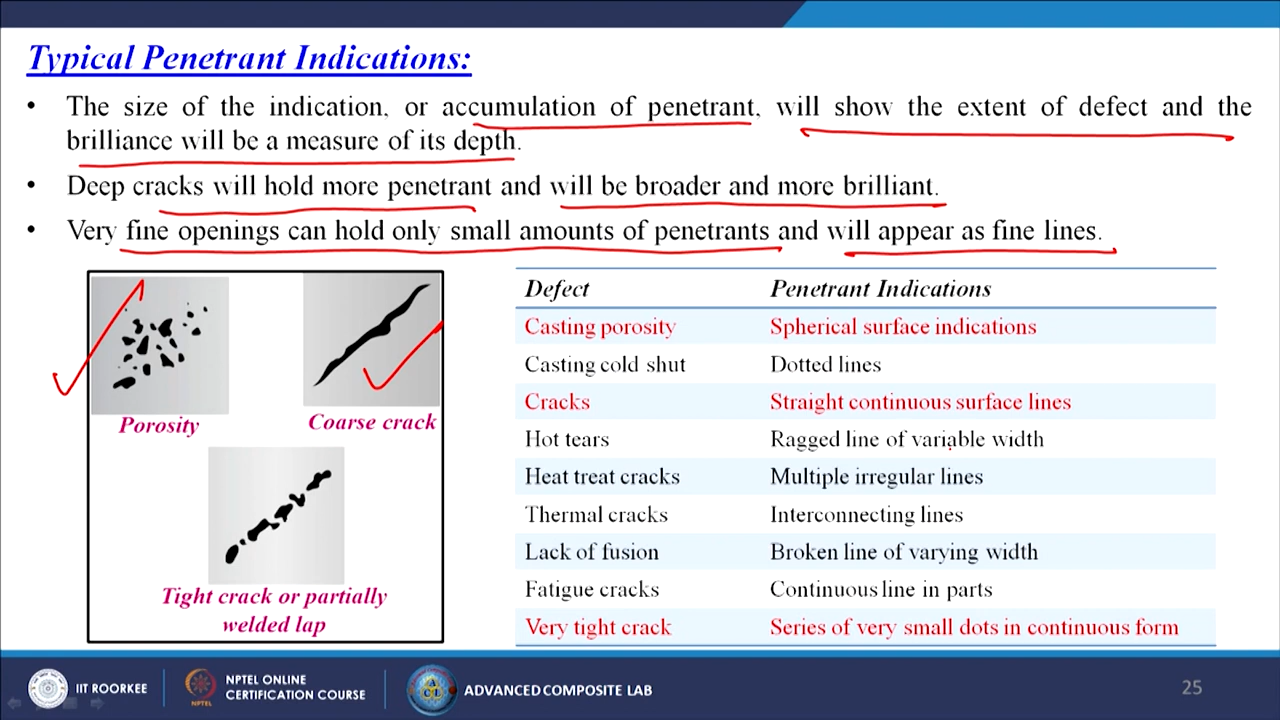 Typical Penetrant Indications:
• The size of the indication, or accumulation of penetrant, will show the extent of defect and the
brilliance will be a measure of its depth.
• Deep cracks will hold more penetrant and will be broader and more brilliant.
• Very fine openings can hold only small amounts of penetrants and will appear as fine lines.
Porosity
Coarse crack
Tight crack or partially
welded lap
Defect Penetrant Indications
Casting porosity Spherical surface indications
Casting cold shut Dotted lines
Cracks Straight continuous surface lines
Hot tears Ragged line of variable width
Heat treat cracks Multiple irregular lines
Thermal cracks Interconnecting lines
Lack of fusion Broken line of varying width
Fatigue cracks Continuous line in parts
Very tight crack Series of very small dots in continuous form
IIT ROORKEE
NPTEL
NPTEL ONLINE
CERTIFICATION COURSE
ACL
ADVANCED COMPOSITE LAB
25